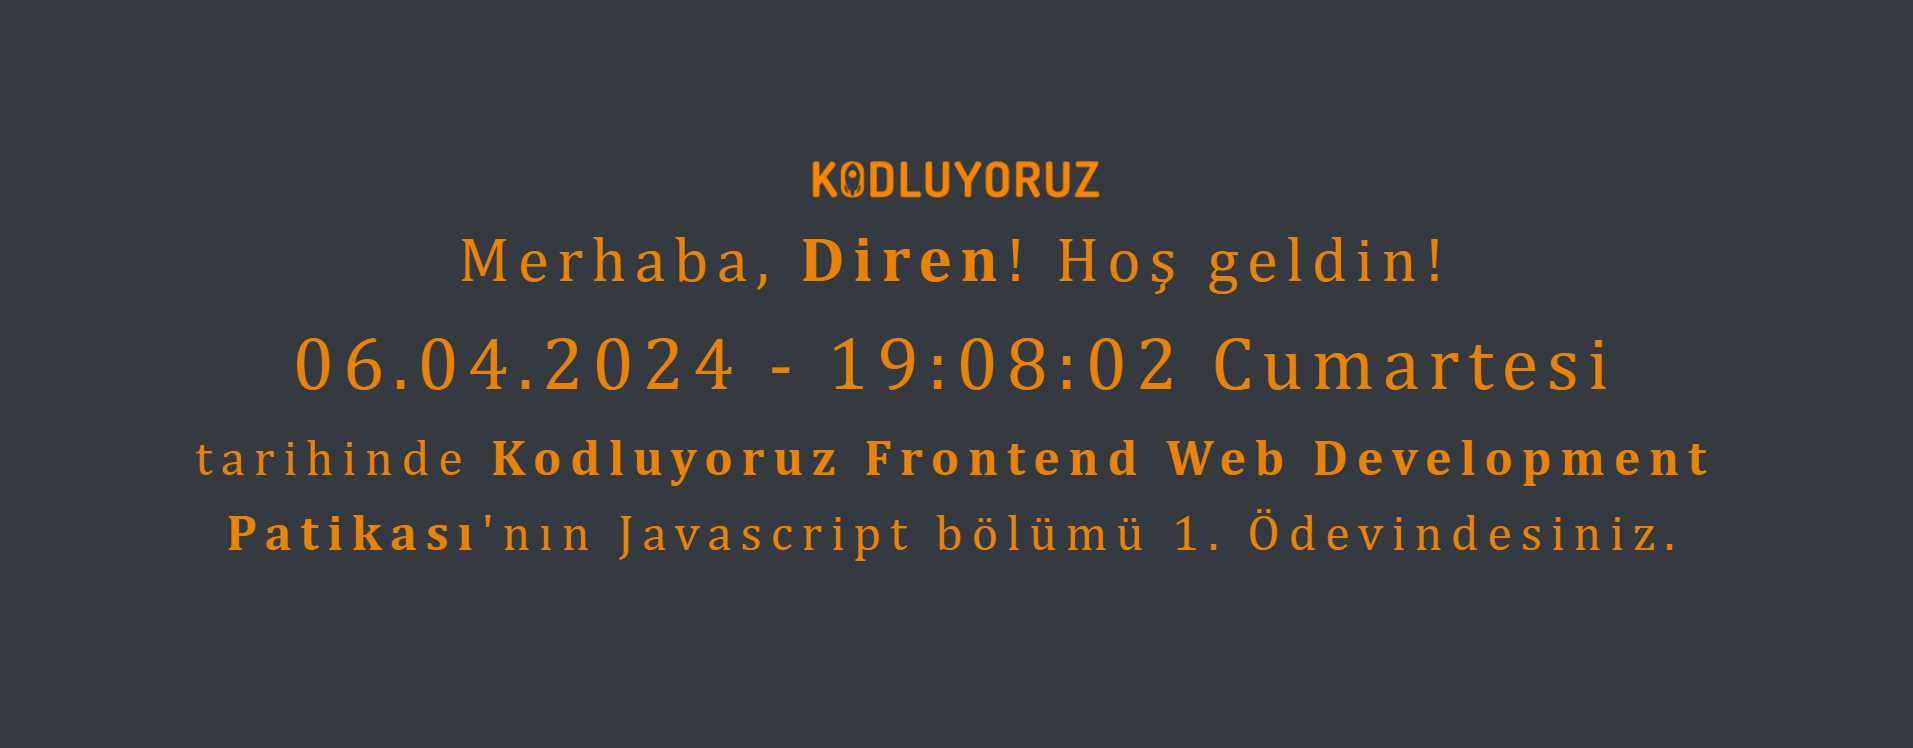 KODLUYORUZ
Merhaba, Diren! Hoş geldin!
06.04.2024 - 19:08:02 Cumartesi
tarihinde Kodluyoruz Frontend Web Development
Patikası'nın Javascript bölümü 1. Ödevindesiniz.